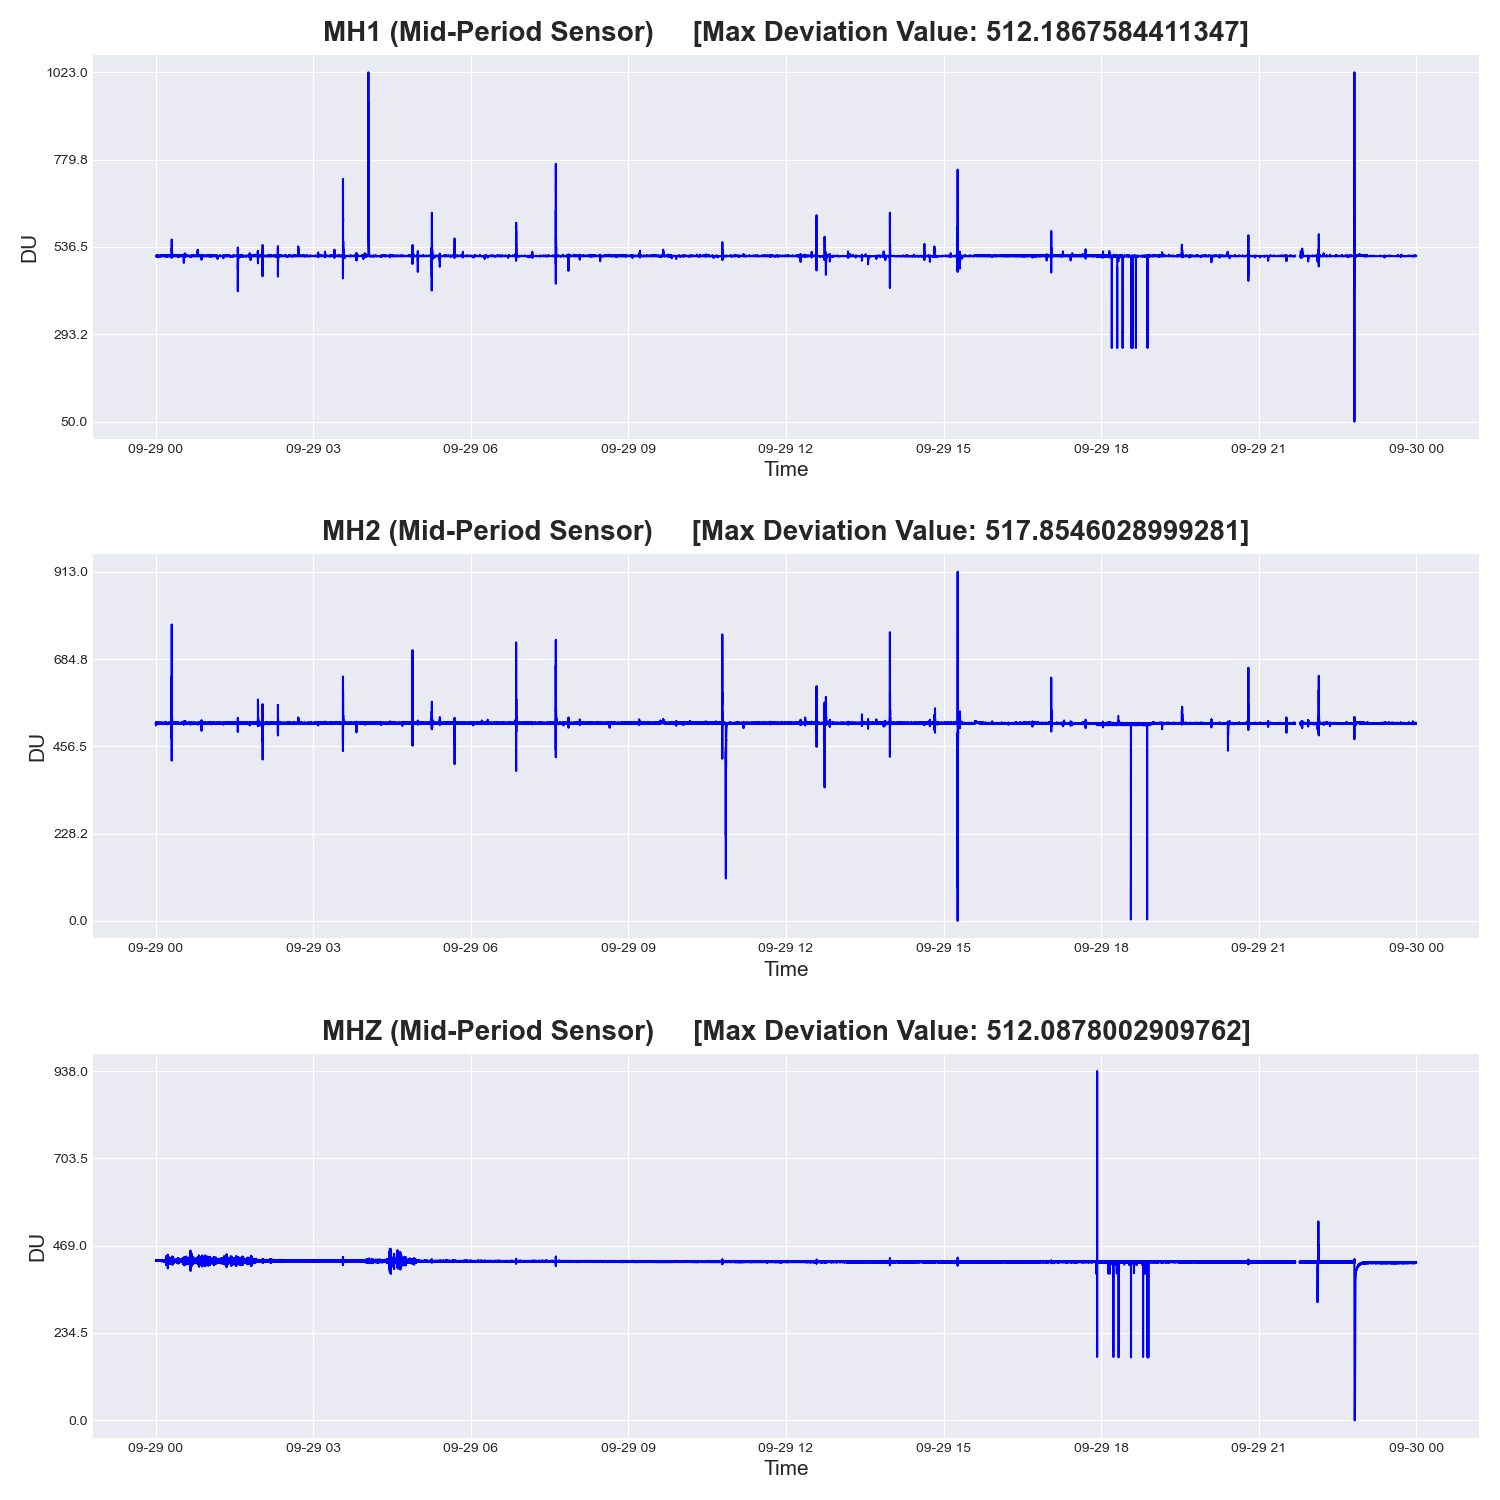 MH1 (Mid-Period Sensor) [Max Deviation Value: 512.1867584411347]
1023.0
779.8
536.5
293.2
50.0
DU
09-29 00 09-29 03 09-29 06 09-29 09 09-29 12 09-29 15 09-29 18 09-29 21 09-30 00
Time
MH2 (Mid-Period Sensor) [Max Deviation Value: 517.8546028999281]
913.0
684.8
456.5
228.2
0.0
DU
09-29 00 09-29 03 09-29 06 09-29 09 09-29 12 09-29 15 09-29 18 09-29 21 09-30 00
Time
MHZ (Mid-Period Sensor) [Max Deviation Value: 512.0878002909762]
938.0
703.5
469.0
234.5
0.0
DU
09-29 00 09-29 03 09-29 06 09-29 09 09-29 12 09-29 15 09-29 18 09-29 21 09-30 00
Time